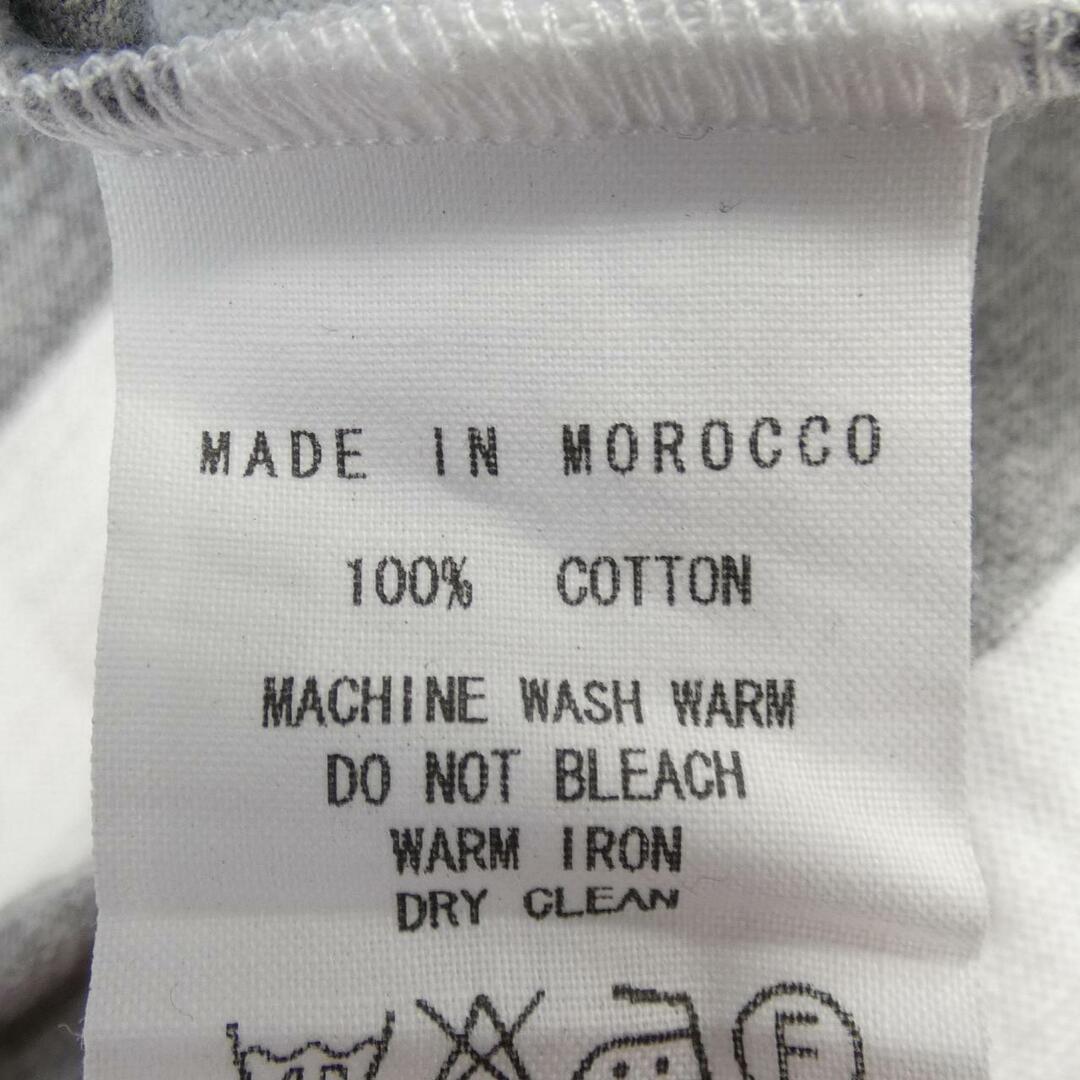 MADE IN MOROCCO
100% COTTON
MACHINE WASH WARM
DO NOT BLEACH
WARM IRON
DRY CLEAN
F